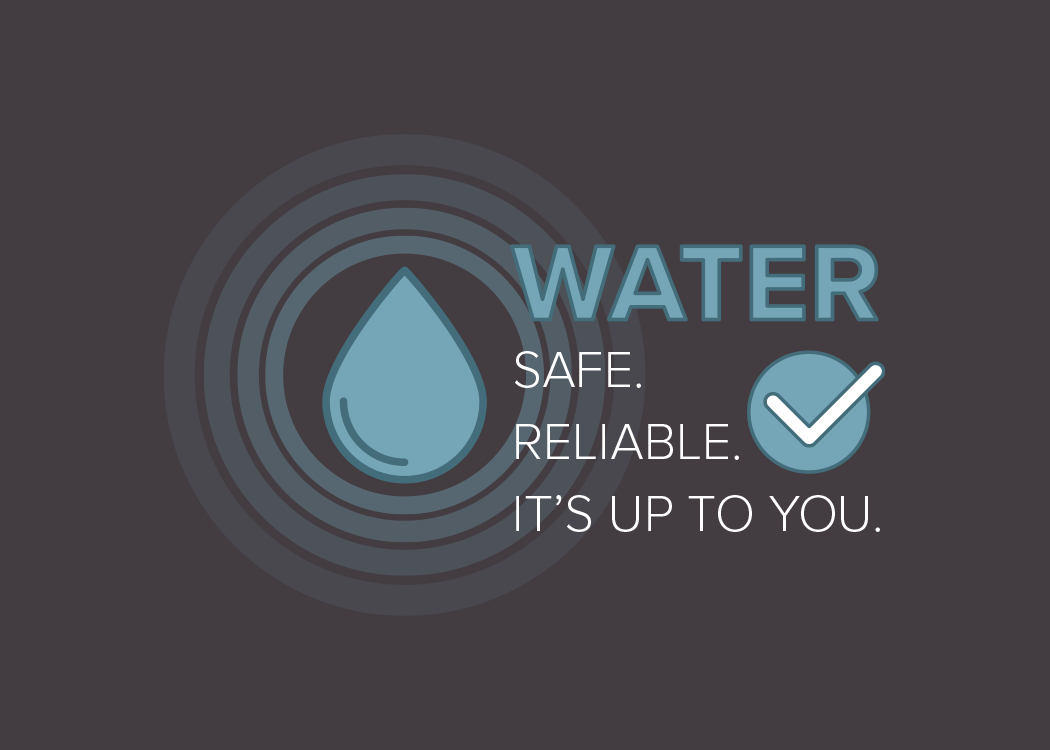 WATER
SAFE.
RELIABLE.
IT’S UP TO YOU.